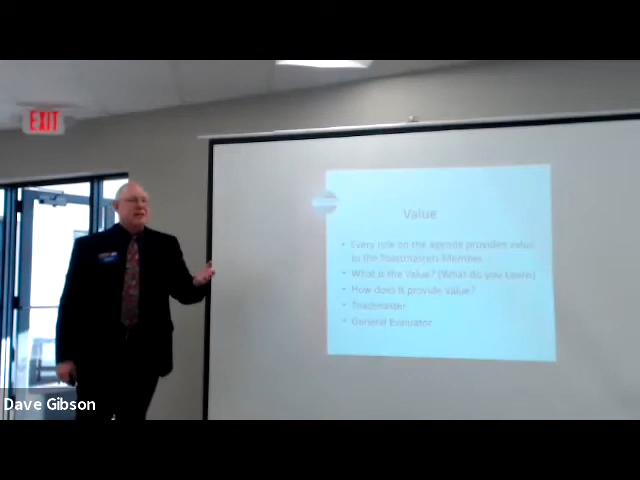 EXIT
Value
• Every role on the agenda provides value
to the Toastmasters Member
• What is the Value? (What do you Learn)
• How does it provide value?
• Toastmaster
• General Evaluator
Dave Gibson